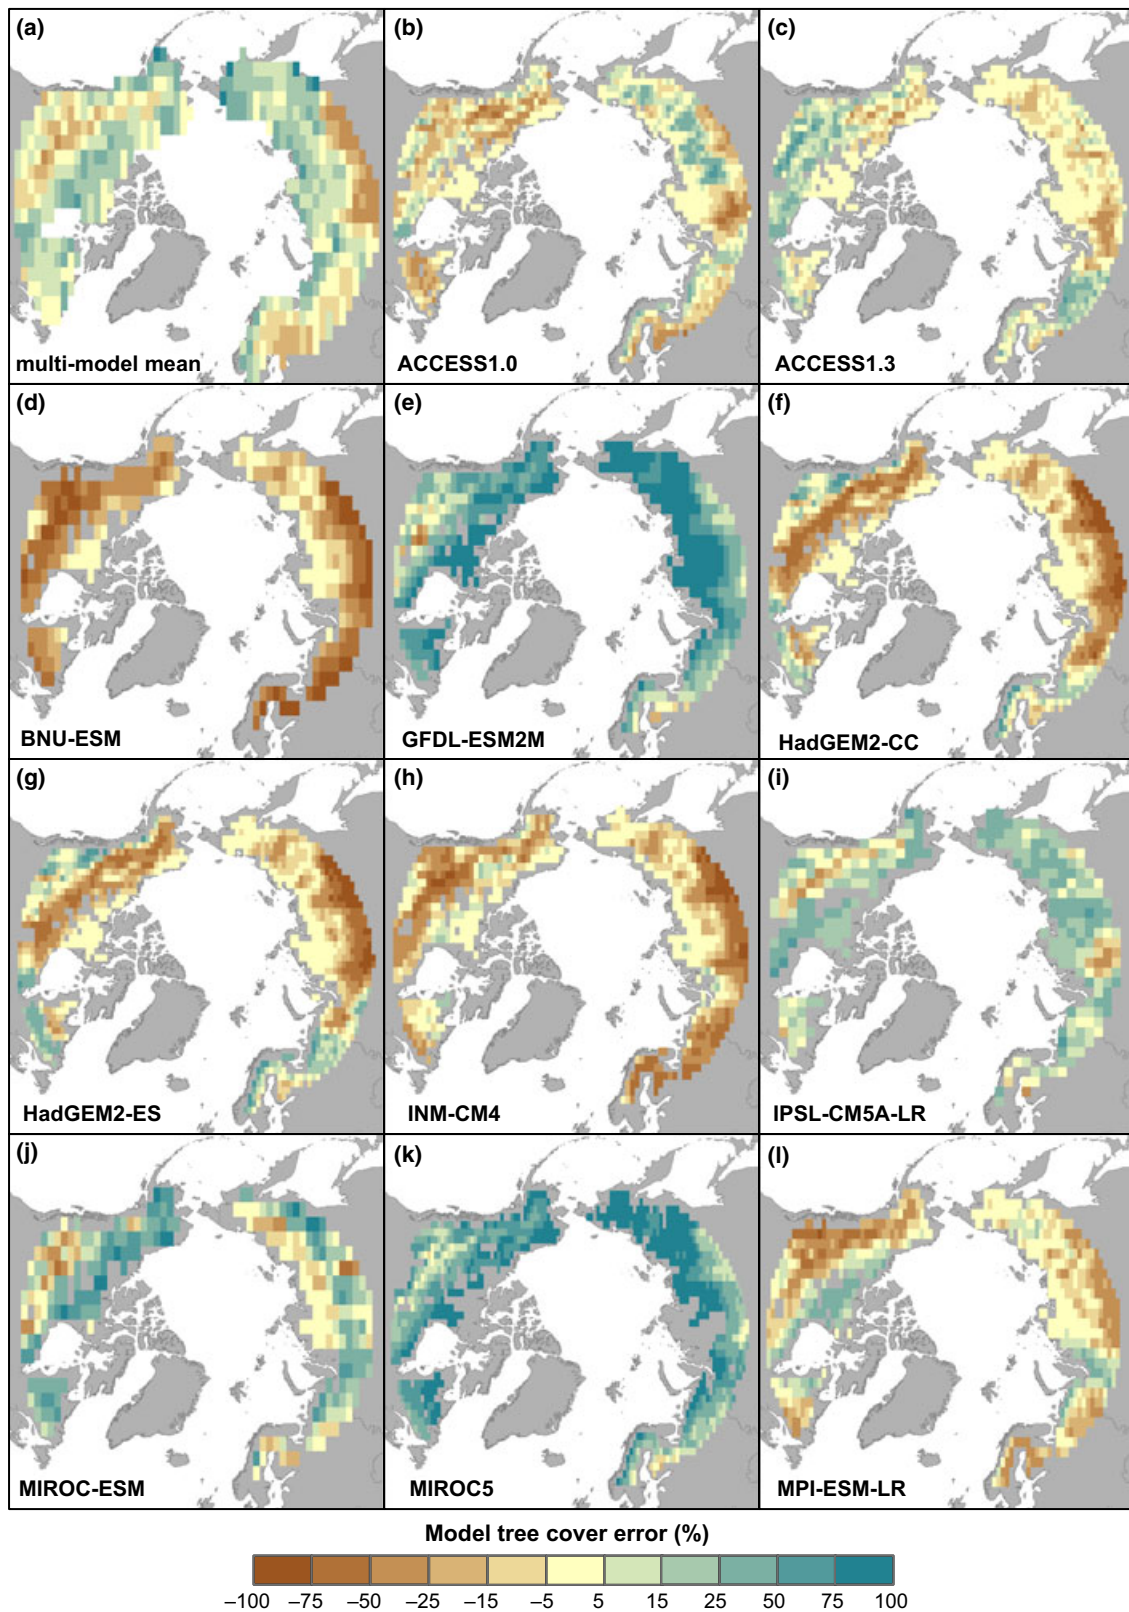 (a)
multi-model mean
(b)
ACCESS1.0
(c)
ACCESS1.3
(d)
BNU-ESM
(e)
GFDL-ESM2M
(f)
HadGEM2-CC
(g)
HadGEM2-ES
(h)
INM-CM4
(i)
IPSL-CM5A-LR
(j)
MIROC-ESM
(k)
MIROC5
(l)
MPI-ESM-LR
Model tree cover error (%)
–100 –75 –50 –25 –15 –5 5 15 25 50 75 100